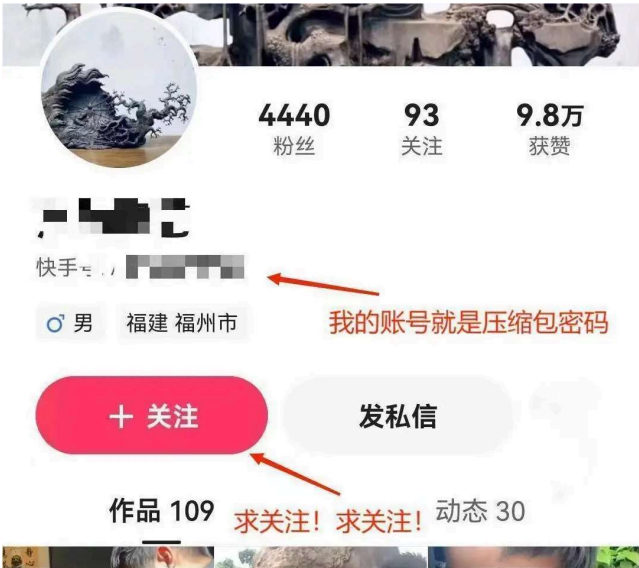 4440 93 9.8万
粉丝 关注 获赞
快手号
♂ 男 福建 福州市
我的账号就是压缩包密码
+ 关注 发私信
作品 109 求关注！求关注！ 动态 30